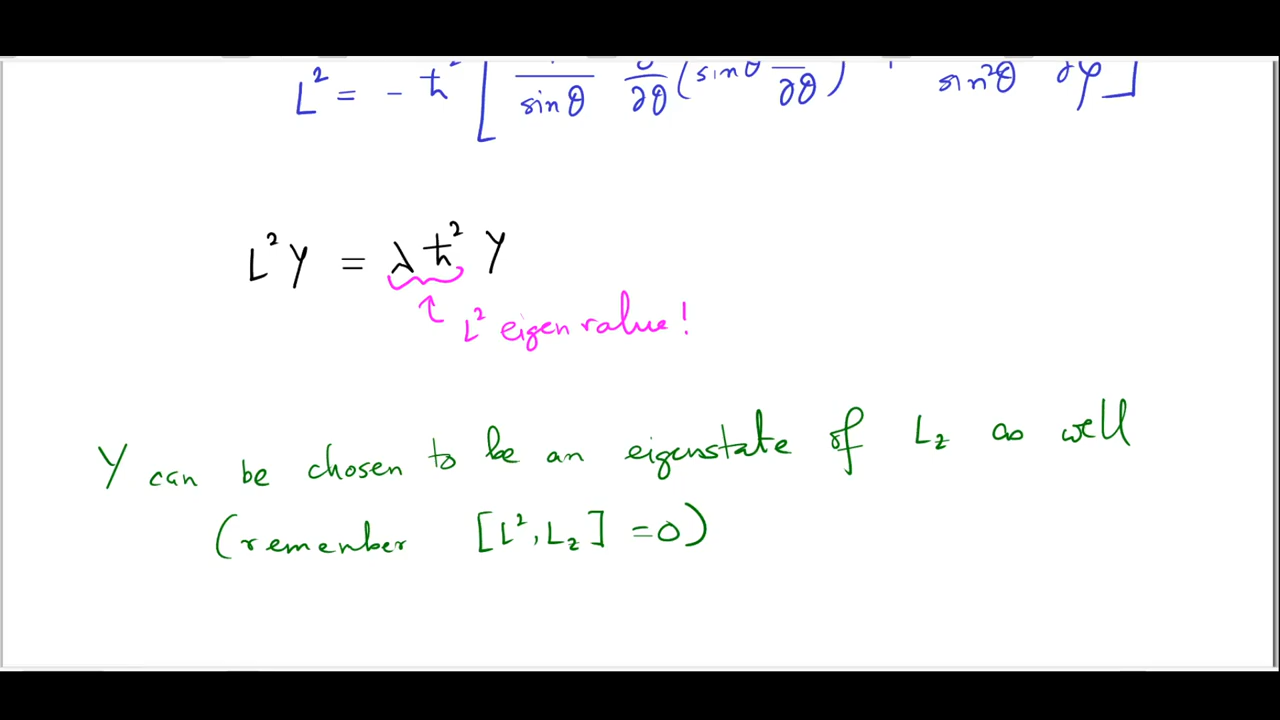 L² = - ħ² [ 1/sinθ ∂/∂θ (sinθ ∂/∂θ) + 1/sin²θ ∂²/∂φ² ]
L² Y = λ ħ² Y
↑ L² eigenvalue!
Y can be chosen to be an eigenstate of L_z as well
(remember [L², L_z] = 0)